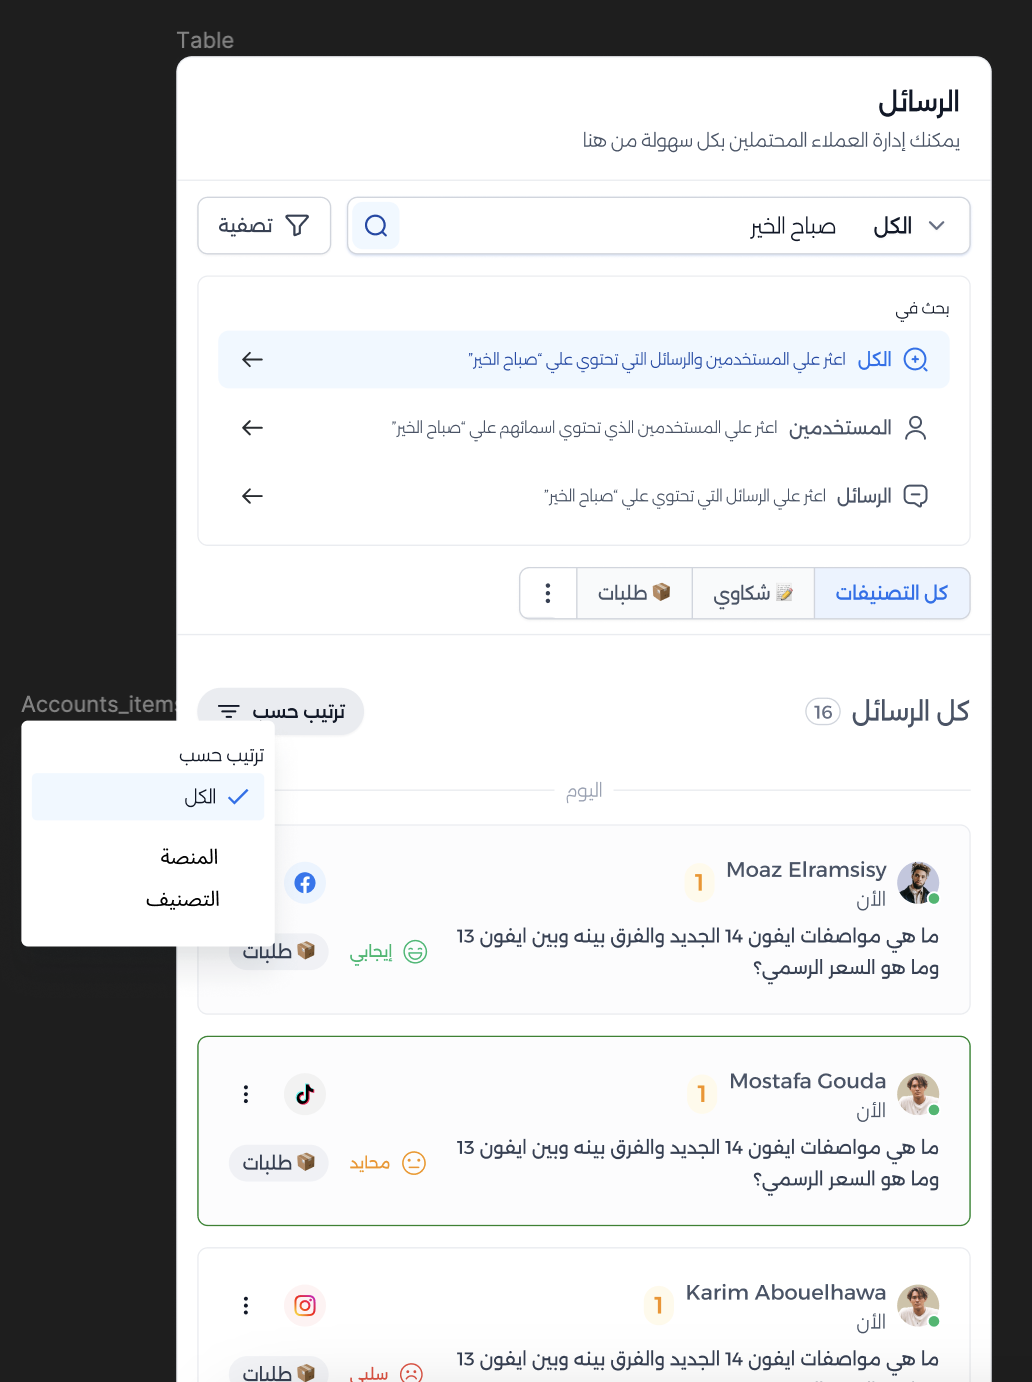 Table
الرسائل
يمكنك إدارة العملاء المحتملين بكل سهولة من هنا
الكل صباح الخير
تصفية
بحث في
الكل اعثر علي المستخدمين والرسائل التي تحتوي علي "صباح الخير"
المستخدمين اعثر علي المستخدمين الذي تحتوي اسمائهم علي "صباح الخير"
الرسائل اعثر علي الرسائل التي تحتوي علي "صباح الخير"
كل التصنيفات 📝 شكاوي 📦 طلبات
كل الرسائل 16
ترتيب حسب
Accounts_items
ترتيب حسب
الكل
المنصة
التصنيف
اليوم
Moaz Elramsisy 1
الأن
ما هي مواصفات ايفون 14 الجديد والفرق بينه وبين ايفون 13
وما هو السعر الرسمي؟
إيجابي
📦 طلبات
Mostafa Gouda 1
الأن
ما هي مواصفات ايفون 14 الجديد والفرق بينه وبين ايفون 13
وما هو السعر الرسمي؟
محايد
📦 طلبات
Karim Abouelhawa 1
الأن
ما هي مواصفات ايفون 14 الجديد والفرق بينه وبين ايفون 13
سلبي
📦 طلبات